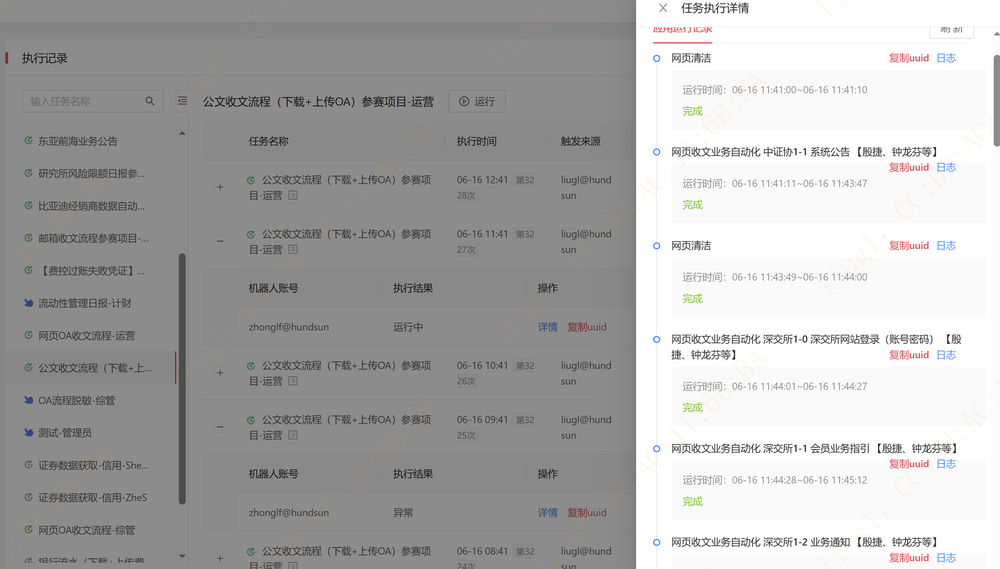 执行记录
输入任务名称
东亚前海业务公告
研究所风险限额日报参...
比亚迪经销商数据自动...
邮箱收文流程参赛项目-...
【费控过账失败凭证】...
流动性管理日报-计财
网页OA收文流程-运营
公文收文流程（下载+上...
OA流程脱敏-综管
测试-管理员
证券数据获取-信用-She...
证券数据获取-信用-ZheS
网页OA收文流程-综管
银行流水（下载+上传费
公文收文流程（下载+上传OA）参赛项目-运营
运行
任务名称 执行时间 触发来源
公文收文流程（下载+上传OA）参赛项 06-16 12:41 第32 liugl@hund
目-运营 28次 sun
公文收文流程（下载+上传OA）参赛项 06-16 11:41 第32 liugl@hund
目-运营 27次 sun
机器人账号 执行结果 操作
zhonglf@hundsun 运行中 详情 复制uuid
公文收文流程（下载+上传OA）参赛项 06-16 10:41 第32 liugl@hund
目-运营 26次 sun
公文收文流程（下载+上传OA）参赛项 06-16 09:41 第32 liugl@hund
目-运营 25次 sun
机器人账号 执行结果 操作
zhonglf@hundsun 异常 详情 复制uuid
公文收文流程（下载+上传OA）参赛项 06-16 08:41 第32 liugl@hund
目-运营 24次 sun
任务执行详情
应用运行记录 刷 新
网页清洁 复制uuid 日志
运行时间：06-16 11:41:00~06-16 11:41:10
完成
网页收文业务自动化 中证协1-1 系统公告 【殷捷、钟龙芬等】
复制uuid 日志
运行时间：06-16 11:41:11~06-16 11:43:47
完成
网页清洁 复制uuid 日志
运行时间：06-16 11:43:49~06-16 11:44:00
完成
网页收文业务自动化 深交所1-0 深交所网站登录（账号密码） 【殷
捷、钟龙芬等】 复制uuid 日志
运行时间：06-16 11:44:01~06-16 11:44:27
完成
网页收文业务自动化 深交所1-1 会员业务指引 【殷捷、钟龙芬等】
复制uuid 日志
运行时间：06-16 11:44:28~06-16 11:45:12
完成
网页收文业务自动化 深交所1-2 业务通知 【殷捷、钟龙芬等】
复制uuid 日志
liugl, CC:D9:AC:11:6B:BA